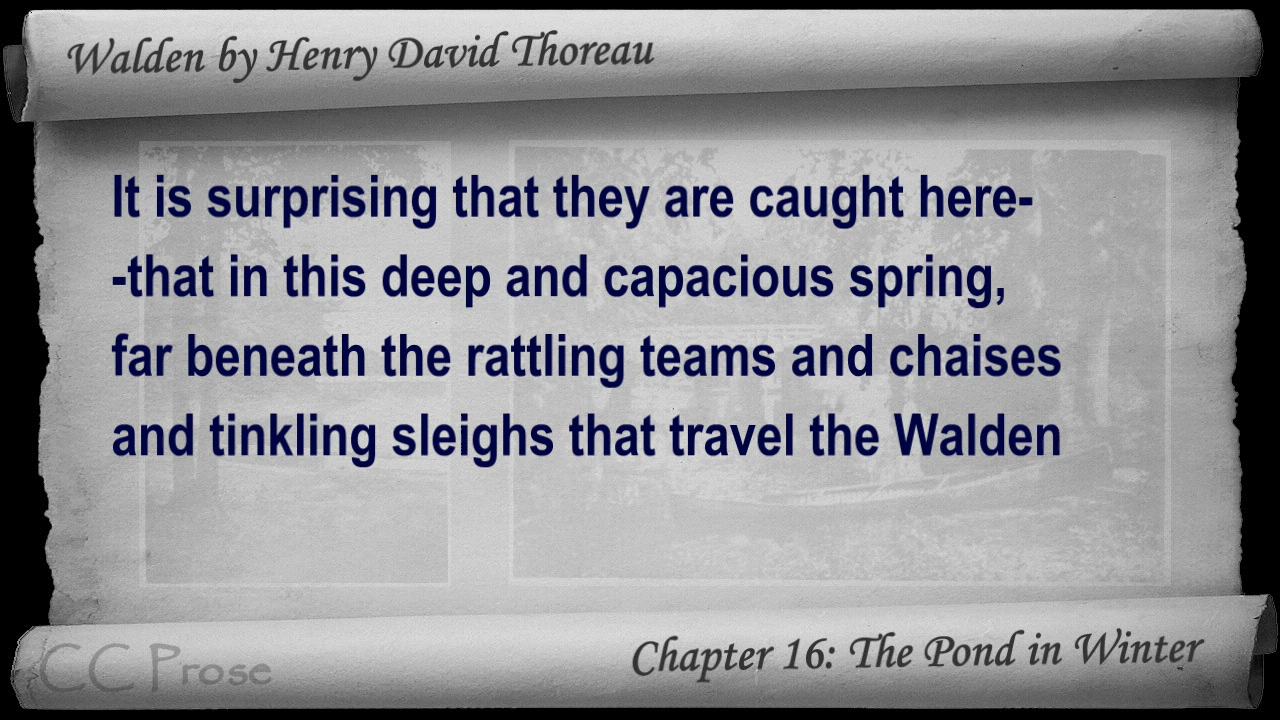 Walden by Henry David Thoreau
It is surprising that they are caught here-
-that in this deep and capacious spring,
far beneath the rattling teams and chaises
and tinkling sleighs that travel the Walden
CC Prose
Chapter 16: The Pond in Winter